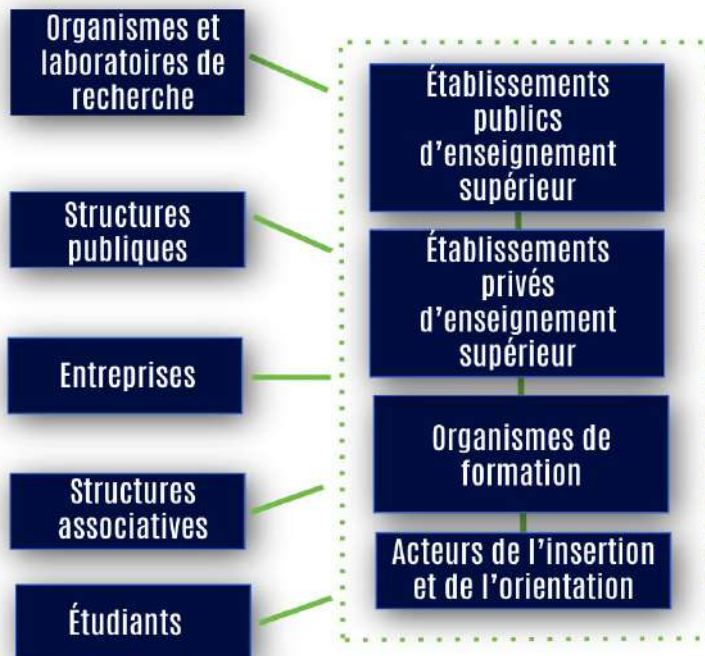 Organismes et
laboratoires de
recherche
Structures
publiques
Entreprises
Structures
associatives
Étudiants
Établissements
publics
d’enseignement
supérieur
Établissements
privés
d’enseignement
supérieur
Organismes de
formation
Acteurs de l’insertion
et de l’orientation